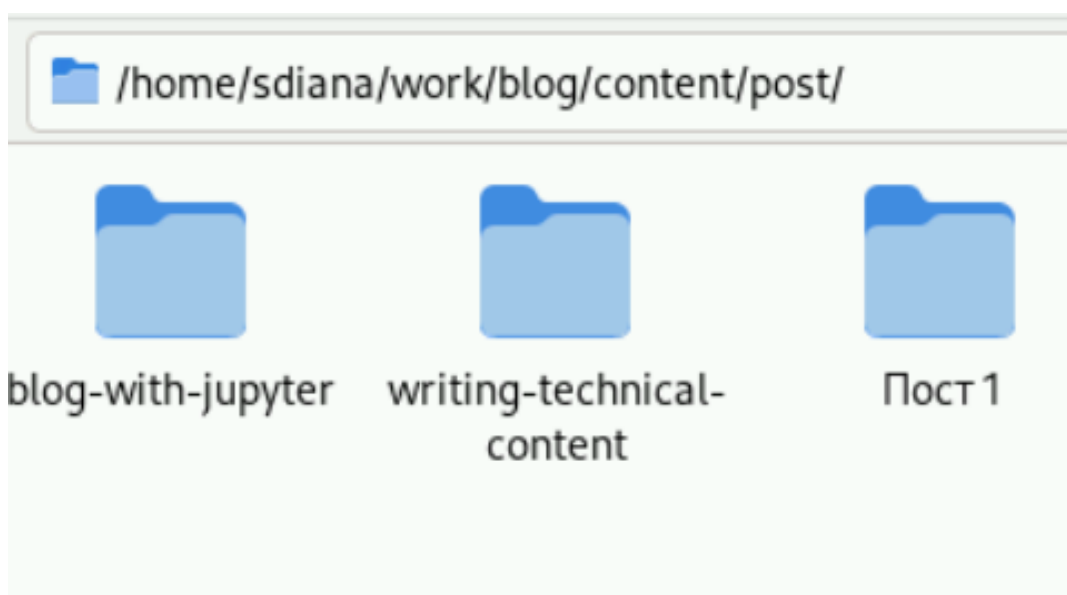 /home/sdiana/work/blog/content/post/
blog-with-jupyter
writing-technical-
content
Пост 1